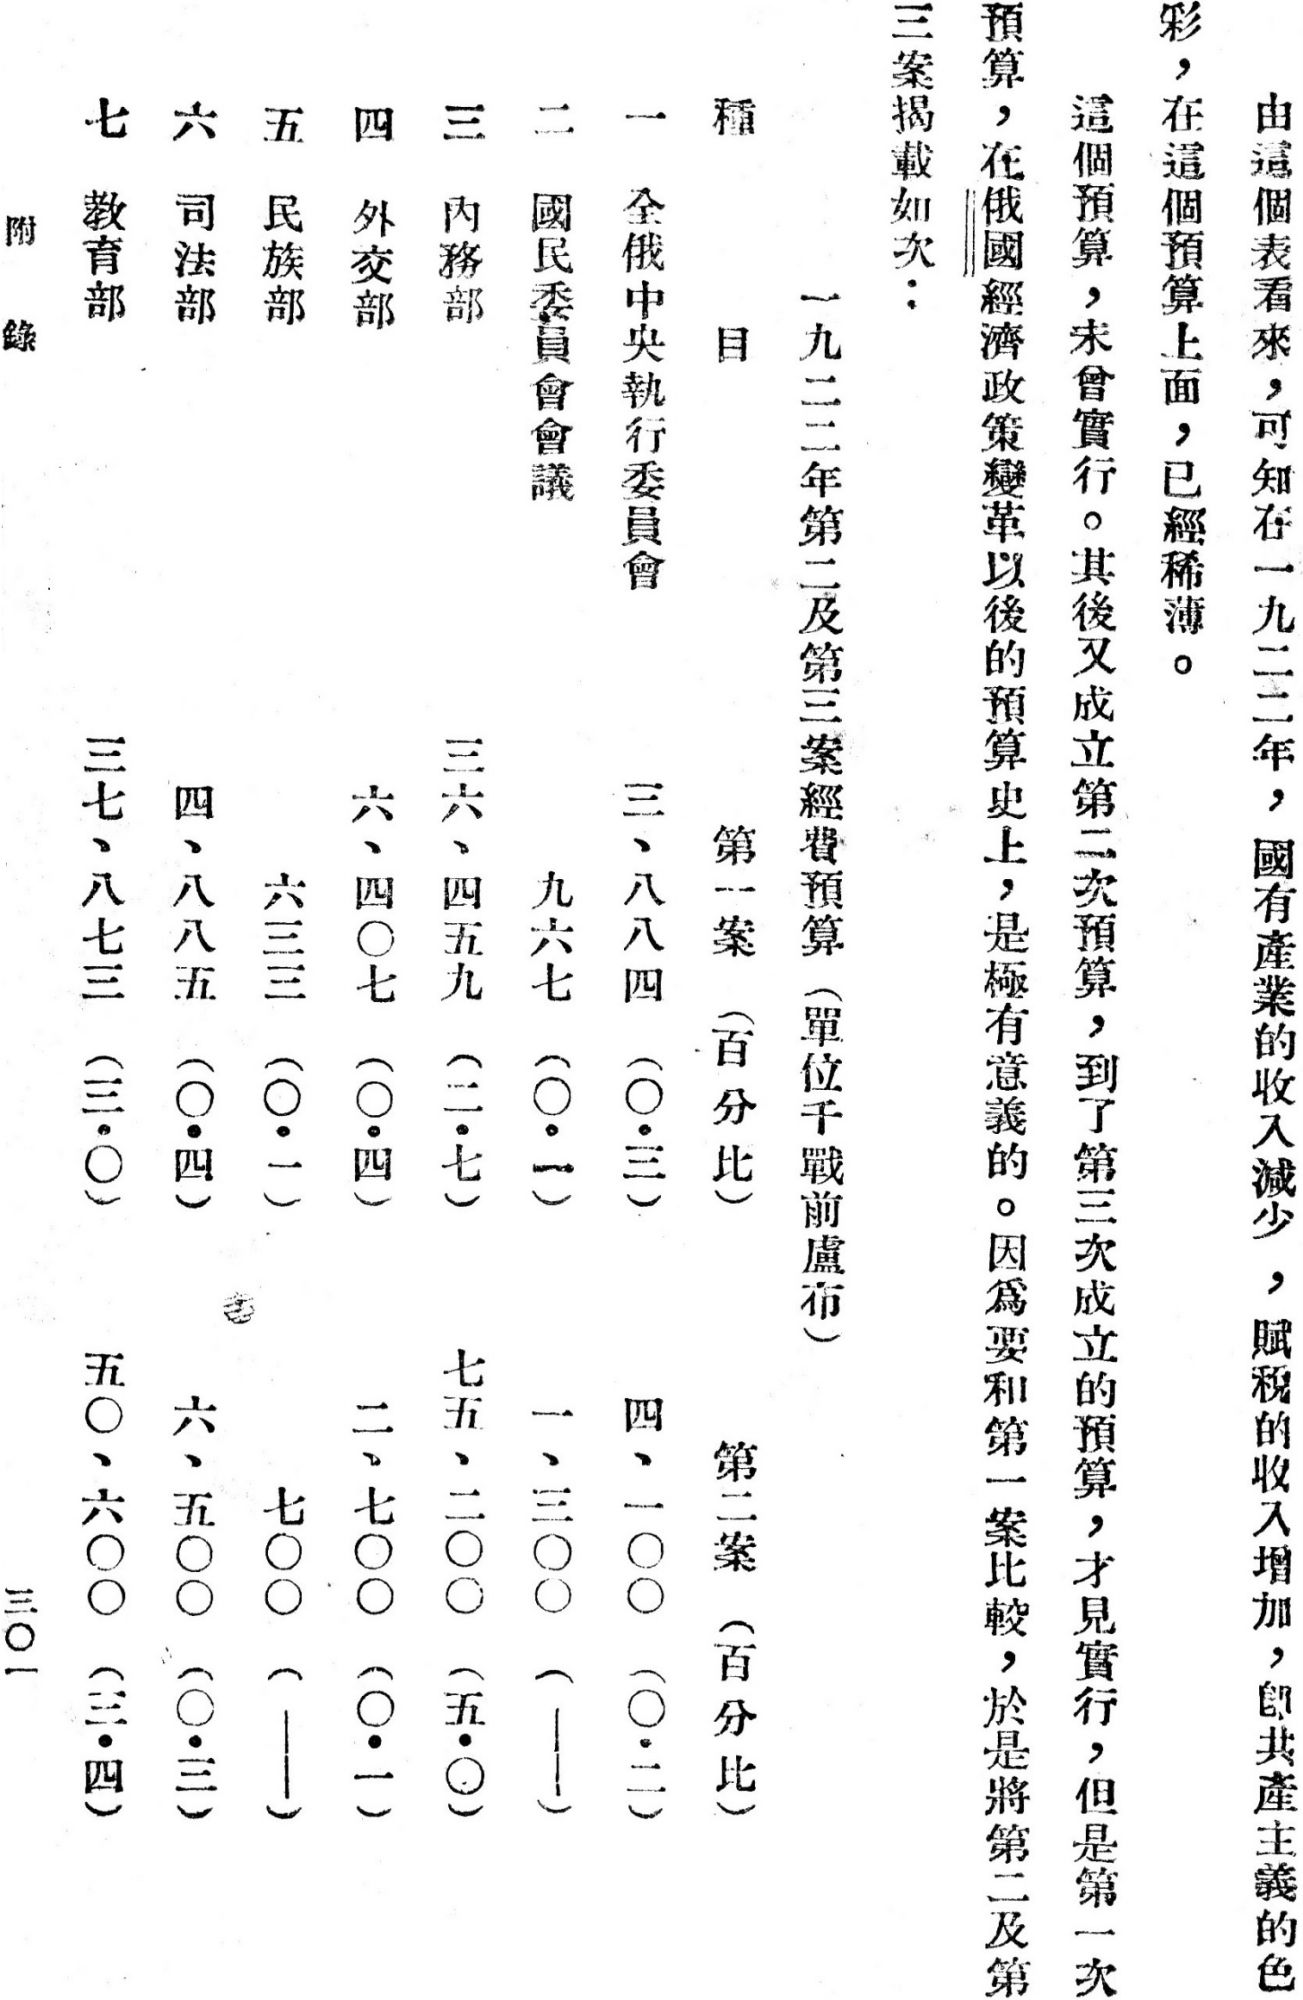 由這個表看來，可知在一九二二年，國有產業的收入減少，賦稅的收入增加，卽共產主義的色
彩，在這個預算上面，已經稀薄。
這個預算，未曾實行。其後又成立第二次預算，到了第三次成立的預算，才見實行，但是第一次
預算，在俄國經濟政策變革以後的預算史上，是極有意義的。因爲要和第一案比較，於是將第二及第
三案揭載如次：
一九二二年第二及第三案經費預算（單位千戰前盧布）
種目　第一案（百分比）　第二案（百分比）
一　全俄中央執行委員會　三、八八四（〇・三）　四、一〇〇（〇・二）
二　國民委員會會議　九六七（〇・一）　一、三〇〇（——）
三　內務部　三六、四五九（二・七）　七五、二〇〇（五・〇）
四　外交部　六、四〇七（〇・四）　二、七〇〇（〇・一）
五　民族部　六三三（〇・一）　七〇〇（——）
六　司法部　四、八八五（〇・四）　六、五〇〇（〇・三）
七　教育部　三七、八七三（三・〇）　五〇、六〇〇（三・四）
附錄　三〇一